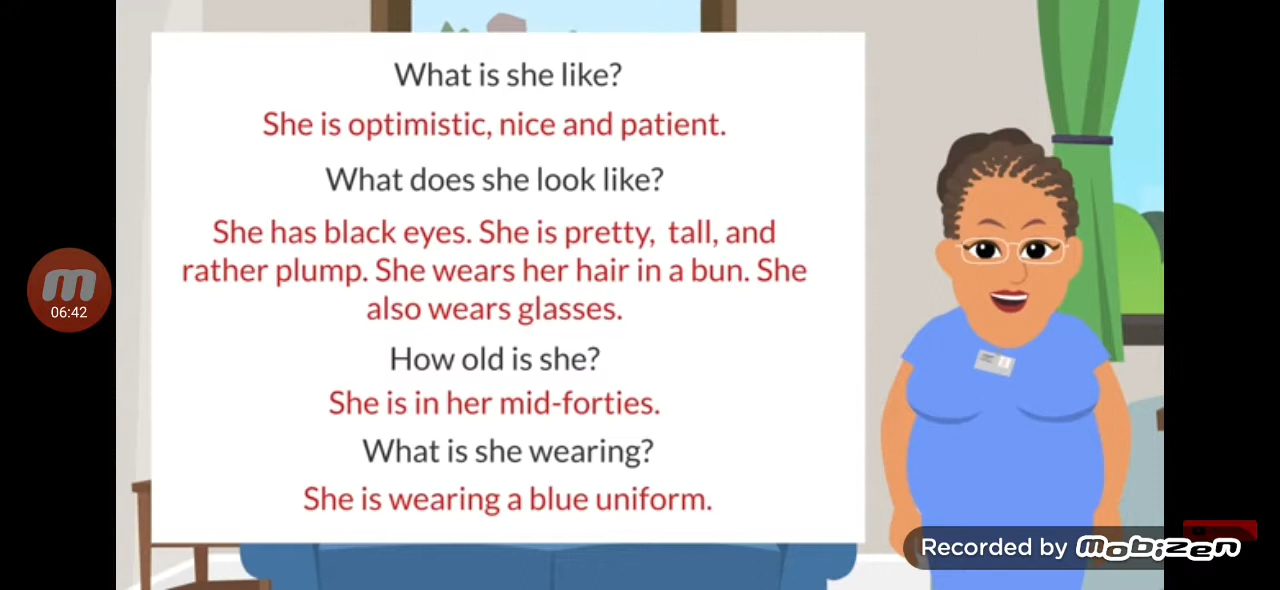 What is she like?
She is optimistic, nice and patient.
What does she look like?
She has black eyes. She is pretty, tall, and
rather plump. She wears her hair in a bun. She
also wears glasses.
How old is she?
She is in her mid-forties.
What is she wearing?
She is wearing a blue uniform.
06:42
Recorded by mobizen